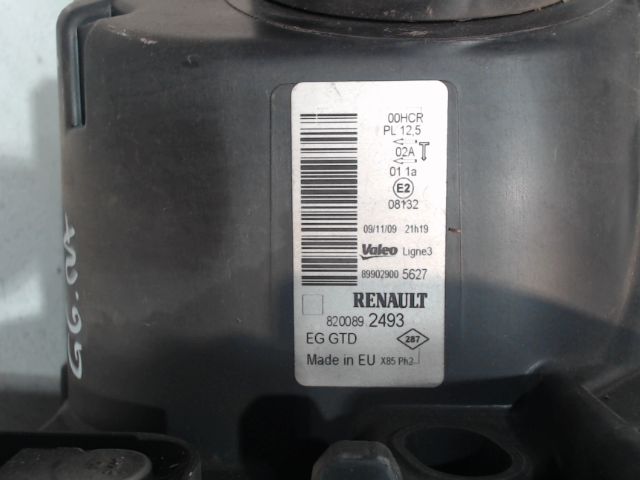 00HCR
PL 12,5
02A
01 1a
E2
08132
09/11/09 21h19
Valeo Ligne3
89902900 5627
RENAULT
820089 2493
EG GTD 287
Made in EU X85 Ph2